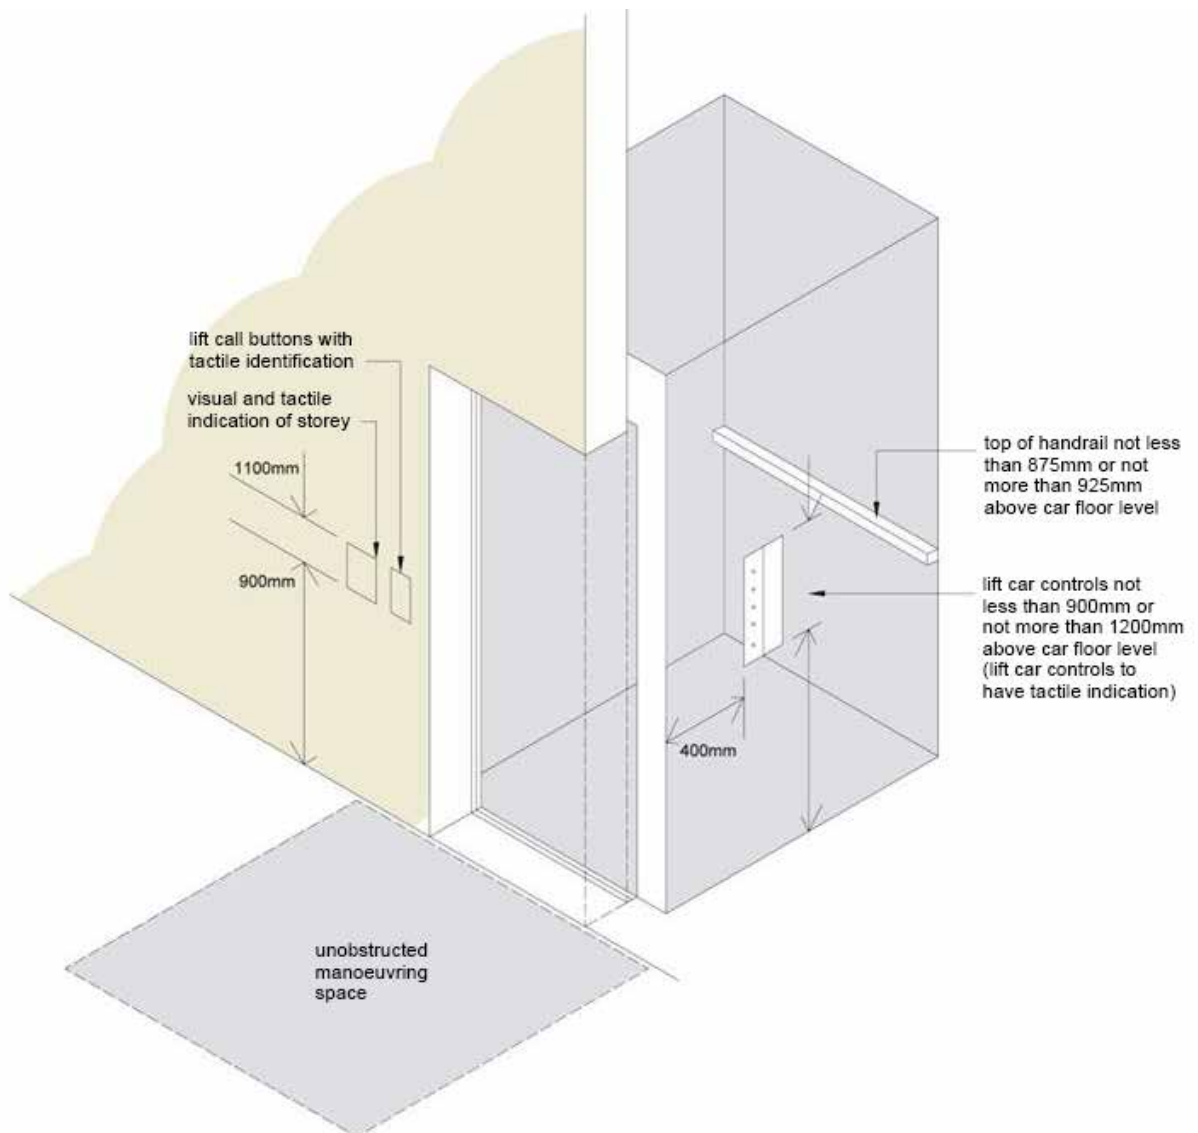 lift call buttons with
tactile identification
visual and tactile
indication of storey
1100mm
900mm
top of handrail not less
than 875mm or not
more than 925mm
above car floor level
lift car controls not
less than 900mm or
not more than 1200mm
above car floor level
(lift car controls to
have tactile indication)
400mm
unobstructed
manoeuvring
space